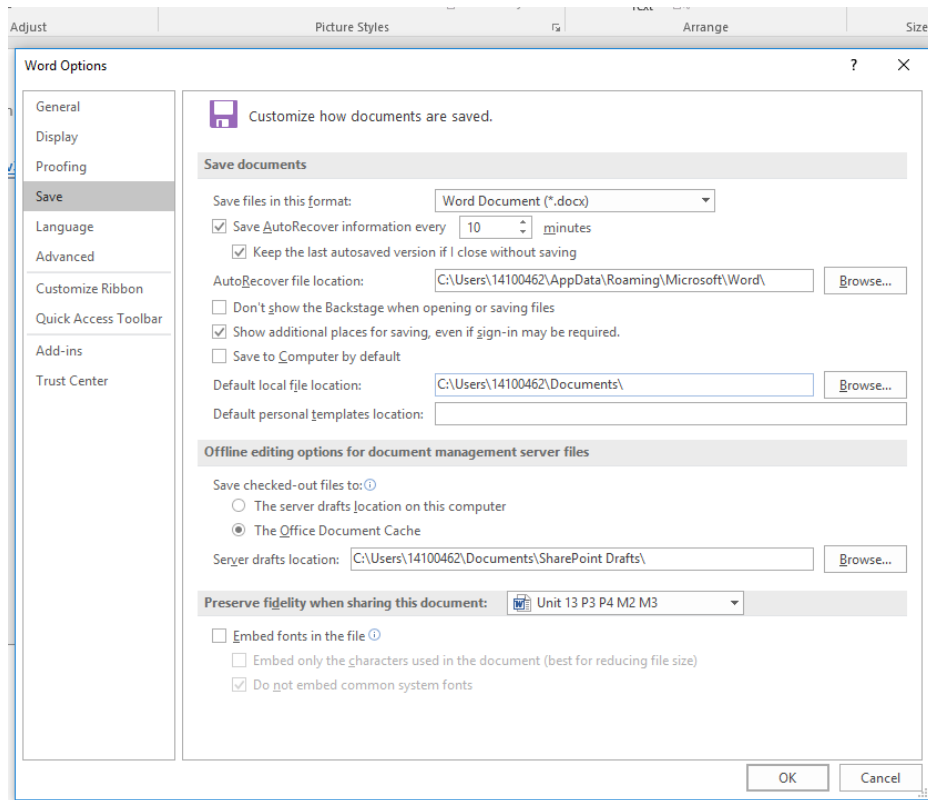 Text
Adjust Picture Styles Arrange Size
Word Options ?
General
Display
Proofing
Save
Language
Advanced
Customize Ribbon
Quick Access Toolbar
Add-ins
Trust Center
Customize how documents are saved.
Save documents
Save files in this format: Word Document (*.docx)
Save AutoRecover information every 10 minutes
Keep the last autosaved version if I close without saving
AutoRecover file location: C:\Users\14100462\AppData\Roaming\Microsoft\Word\ Browse...
Don't show the Backstage when opening or saving files
Show additional places for saving, even if sign-in may be required.
Save to Computer by default
Default local file location: C:\Users\14100462\Documents\ Browse...
Default personal templates location:
Offline editing options for document management server files
Save checked-out files to:
The server drafts location on this computer
The Office Document Cache
Server drafts location: C:\Users\14100462\Documents\SharePoint Drafts\ Browse...
Preserve fidelity when sharing this document: Unit 13 P3 P4 M2 M3
Embed fonts in the file
Embed only the characters used in the document (best for reducing file size)
Do not embed common system fonts
OK Cancel